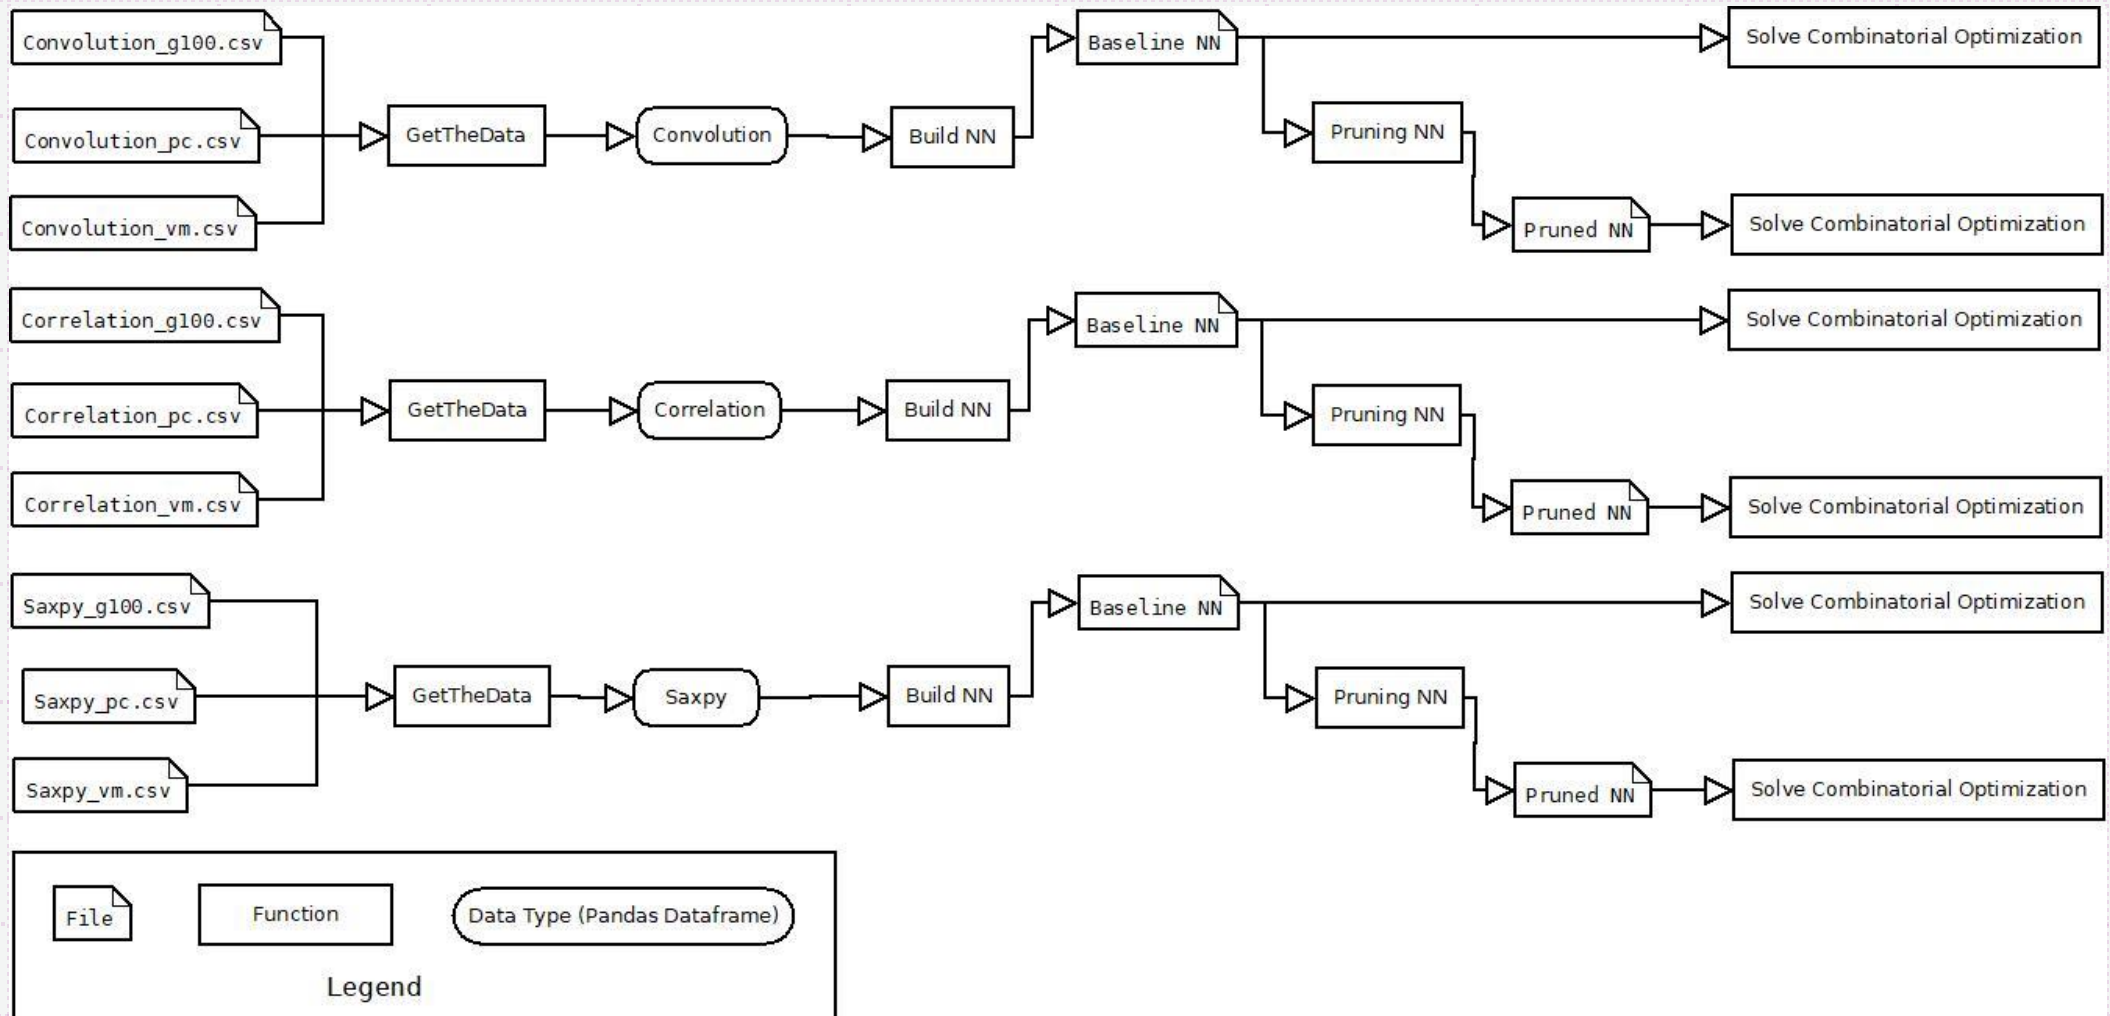 Convolution_g100.csv
Convolution_pc.csv
Convolution_vm.csv
GetTheData
Convolution
Build NN
Baseline NN
Solve Combinatorial Optimization
Pruning NN
Pruned NN
Solve Combinatorial Optimization
Correlation_g100.csv
Correlation_pc.csv
Correlation_vm.csv
GetTheData
Correlation
Build NN
Baseline NN
Solve Combinatorial Optimization
Pruning NN
Pruned NN
Solve Combinatorial Optimization
Saxpy_g100.csv
Saxpy_pc.csv
Saxpy_vm.csv
GetTheData
Saxpy
Build NN
Baseline NN
Solve Combinatorial Optimization
Pruning NN
Pruned NN
Solve Combinatorial Optimization
File
Function
Data Type (Pandas Dataframe)
Legend